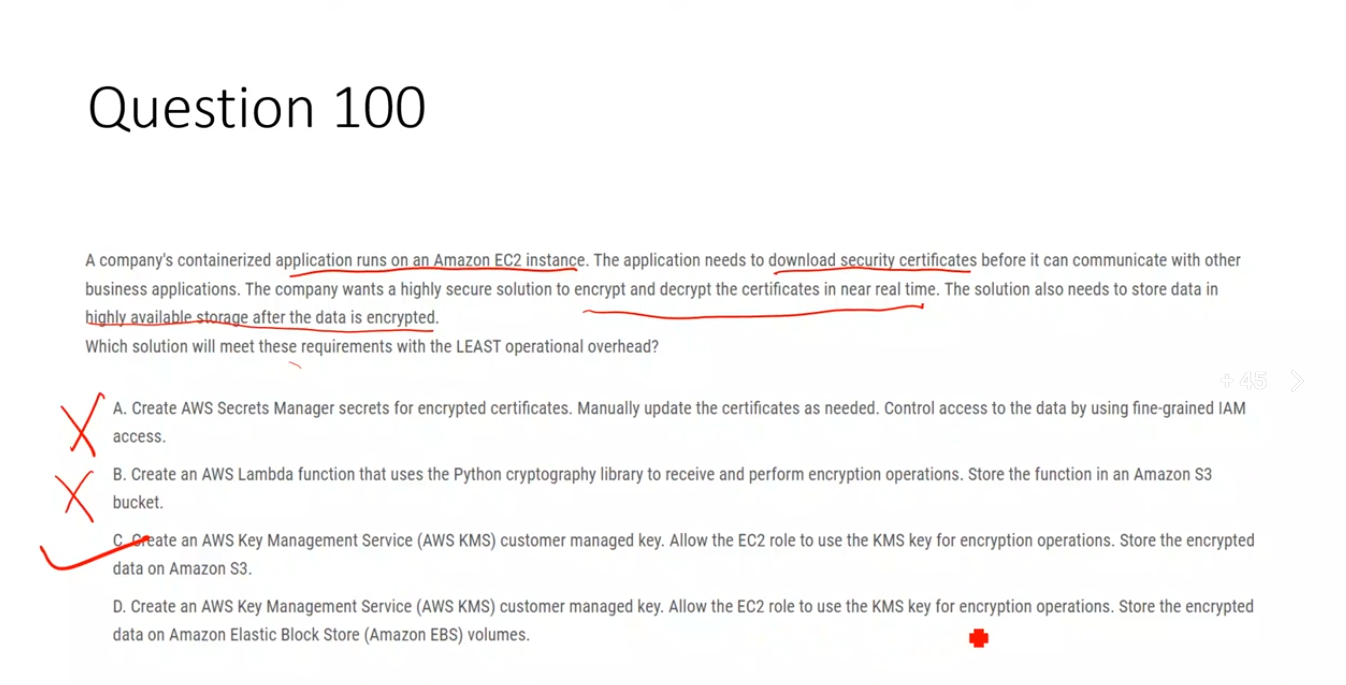 Question 100
A company's containerized application runs on an Amazon EC2 instance. The application needs to download security certificates before it can communicate with other
business applications. The company wants a highly secure solution to encrypt and decrypt the certificates in near real time. The solution also needs to store data in
highly available storage after the data is encrypted.
Which solution will meet these requirements with the LEAST operational overhead?
+ 45
A. Create AWS Secrets Manager secrets for encrypted certificates. Manually update the certificates as needed. Control access to the data by using fine-grained IAM
access.
B. Create an AWS Lambda function that uses the Python cryptography library to receive and perform encryption operations. Store the function in an Amazon S3
bucket.
C. Create an AWS Key Management Service (AWS KMS) customer managed key. Allow the EC2 role to use the KMS key for encryption operations. Store the encrypted
data on Amazon S3.
D. Create an AWS Key Management Service (AWS KMS) customer managed key. Allow the EC2 role to use the KMS key for encryption operations. Store the encrypted
data on Amazon Elastic Block Store (Amazon EBS) volumes.